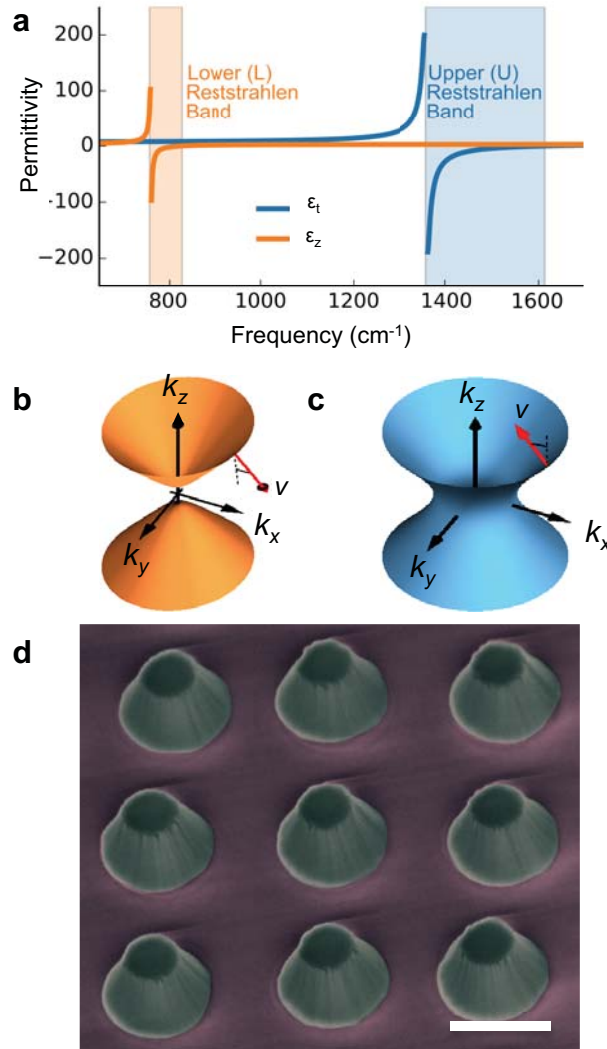 a
200
100
0
-100
−200
Permittivity
Lower (L)
Reststrahlen
Band
Upper (U)
Reststrahlen
Band
εt
εz
800
1000
1200
1400
1600
Frequency (cm-1)
b
kz
v
kx
ky
c
kz
v
kx
ky
d